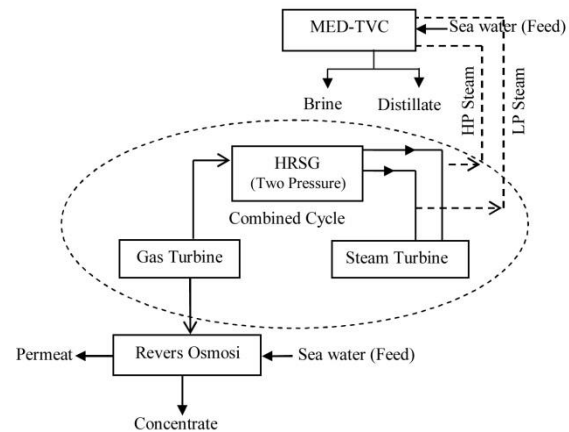 MED-TVC
Sea water (Feed)
Brine
Distillate
HP Steam
LP Steam
HRSG
(Two Pressure)
Combined Cycle
Gas Turbine
Steam Turbine
Permeat
Revers Osmosi
Sea water (Feed)
Concentrate